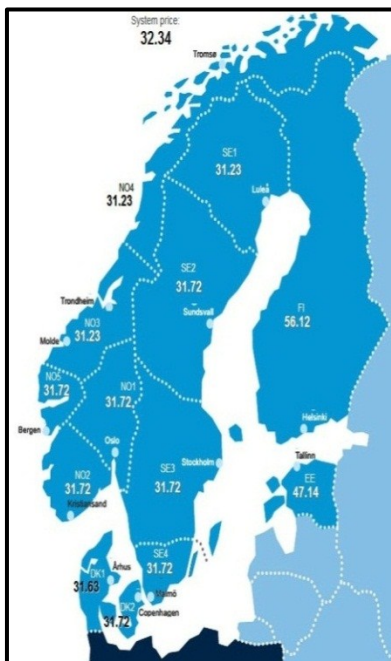 System price:
32.34
Tromsø
SE1
31.23
Luleå
NO4
31.23
SE2
31.72
Sundsvall
Trondheim
NO3
31.23
Molde
FI
56.12
NO5
31.72
NO1
31.72
Bergen
Oslo
Helsinki
Tallinn
Stockholm
EE
47.14
NO2
31.72
SE3
31.72
Kristiansand
SE4
31.72
Århus
DK1
31.63
Malmö
DK2
31.72
Copenhagen